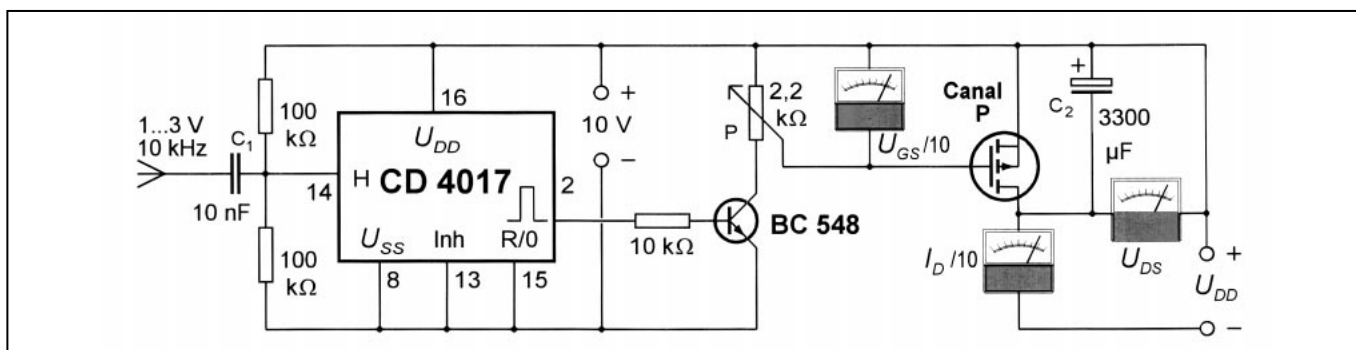 1...3 V
10 kHz
C1
10 nF
100
kΩ
100
kΩ
16
UDD
14
H
CD 4017
2
USS
Inh
R/0
8
13
15
+
10 V
−
10 kΩ
P
2,2
kΩ
BC 548
UGS/10
Canal
P
+
C2
3300
µF
UDS
ID/10
+
UDD
−